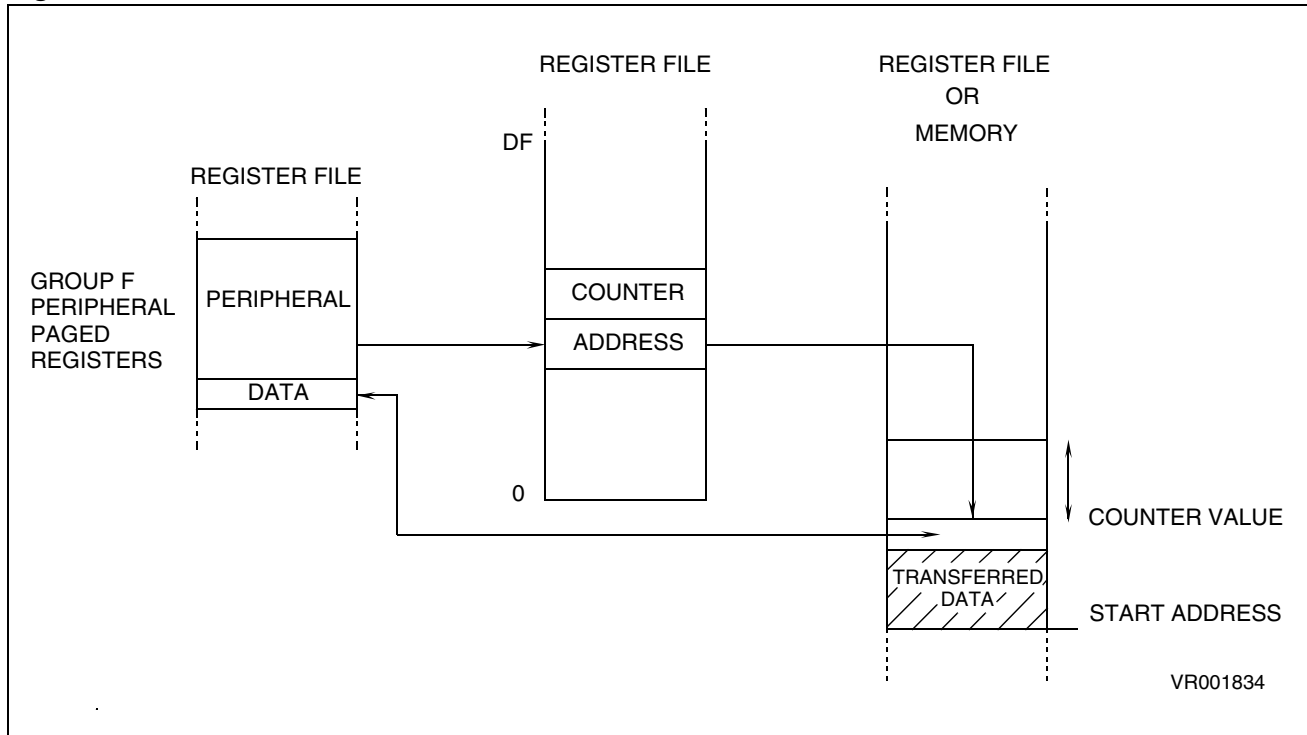 REGISTER FILE
REGISTER FILE
OR
MEMORY
DF
REGISTER FILE
GROUP F
PERIPHERAL
PAGED
REGISTERS
PERIPHERAL
COUNTER
ADDRESS
DATA
0
COUNTER VALUE
TRANSFERRED
DATA
START ADDRESS
VR001834